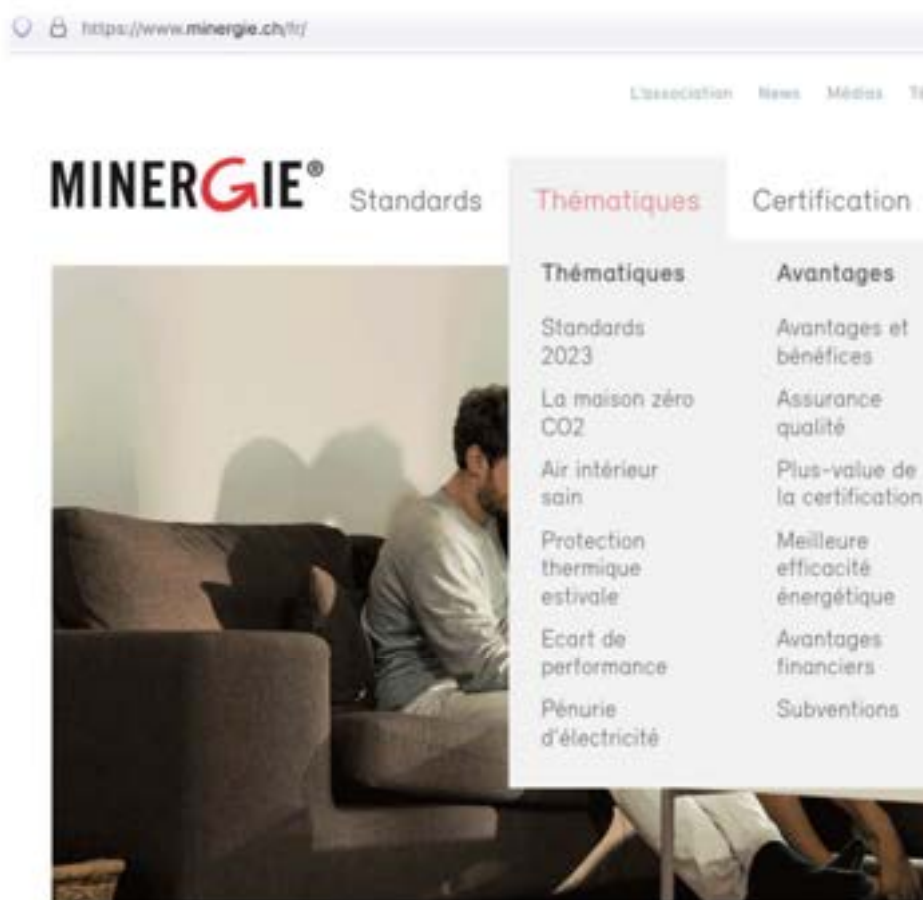 https://www.minergie.ch/fr/
L'association News Médias
MINERGIE®
Standards Thématiques Certification
Thématiques
Standards
2023
La maison zéro
CO2
Air intérieur
sain
Protection
thermique
estivale
Ecart de
performance
Pénurie
d'électricité
Avantages
Avantages et
bénéfices
Assurance
qualité
Plus-value de
la certification
Meilleure
efficacité
énergétique
Avantages
financiers
Subventions